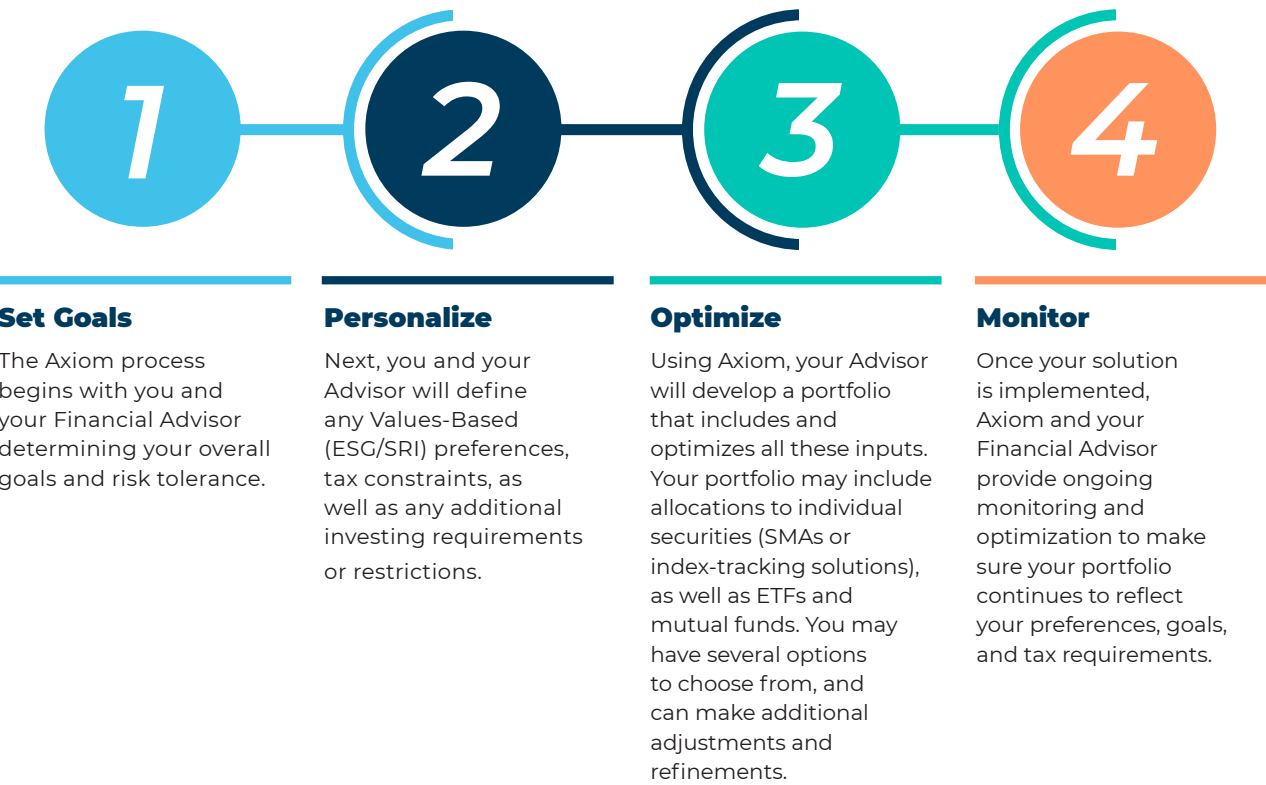 1
2
3
4
Set Goals
The Axiom process
begins with you and
your Financial Advisor
determining your overall
goals and risk tolerance.
Personalize
Next, you and your
Advisor will define
any Values-Based
(ESG/SRI) preferences,
tax constraints, as
well as any additional
investing requirements
or restrictions.
Optimize
Using Axiom, your Advisor
will develop a portfolio
that includes and
optimizes all these inputs.
Your portfolio may include
allocations to individual
securities (SMAs or
index-tracking solutions),
as well as ETFs and
mutual funds. You may
have several options
to choose from, and
can make additional
adjustments and
refinements.
Monitor
Once your solution
is implemented,
Axiom and your
Financial Advisor
provide ongoing
monitoring and
optimization to make
sure your portfolio
continues to reflect
your preferences, goals,
and tax requirements.